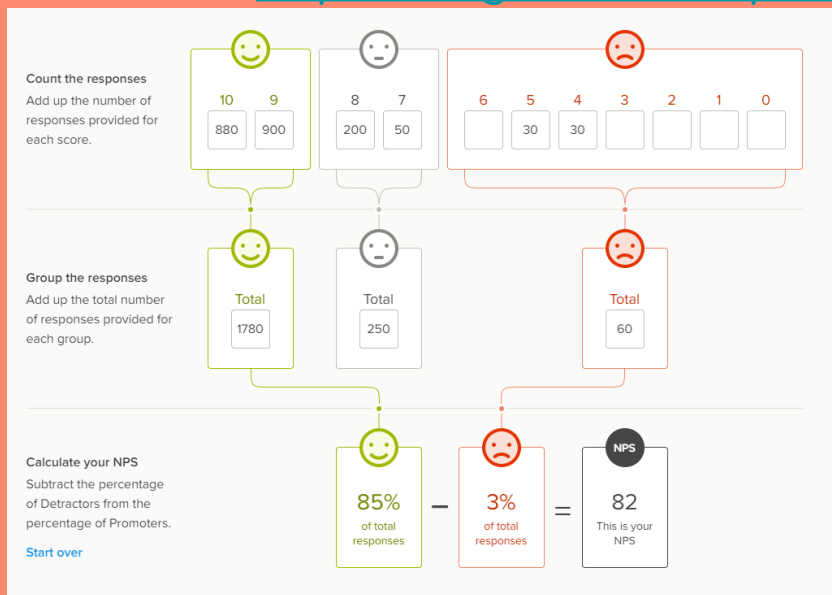 Count the responses
Add up the number of
responses provided for
each score.
10 9 8 7 6 5 4 3 2 1 0
880 900 200 50 30 30
Group the responses
Add up the total number
of responses provided for
each group.
Total Total Total
1780 250 60
Calculate your NPS
Subtract the percentage
of Detractors from the
percentage of Promoters.
Start over
85%
of total
responses
–
3%
of total
responses
=
NPS
82
This is your
NPS